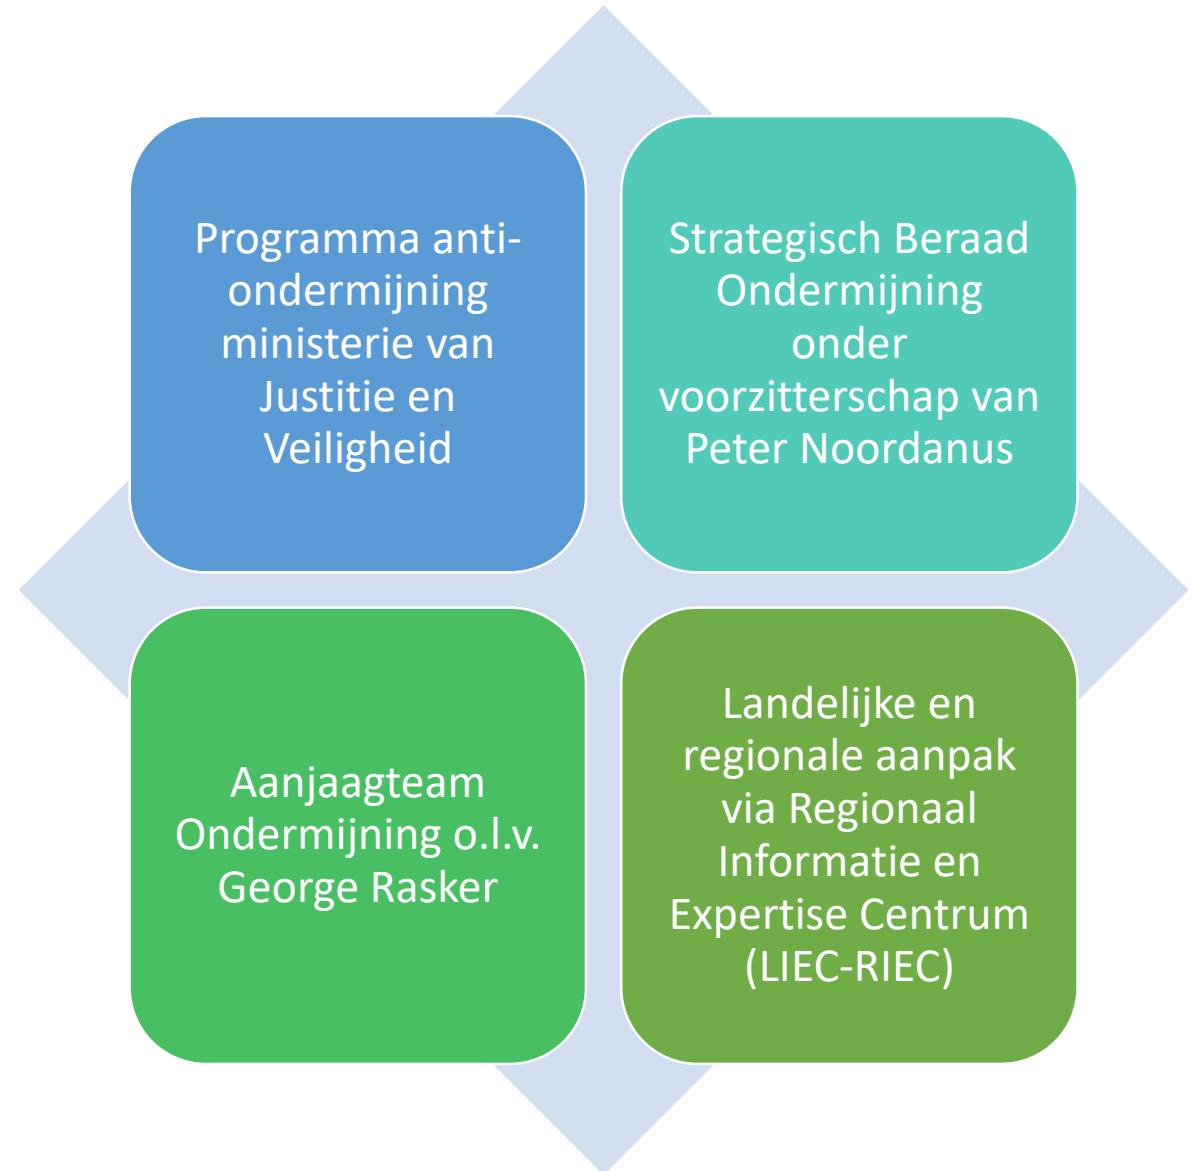 Programma anti-
ondermijning
ministerie van
Justitie en
Veiligheid
Strategisch Beraad
Ondermijning
onder
voorzitterschap van
Peter Noordanus
Aanjaagteam
Ondermijning o.l.v.
George Rasker
Landelijke en
regionale aanpak
via Regionaal
Informatie en
Expertise Centrum
(LIEC-RIEC)